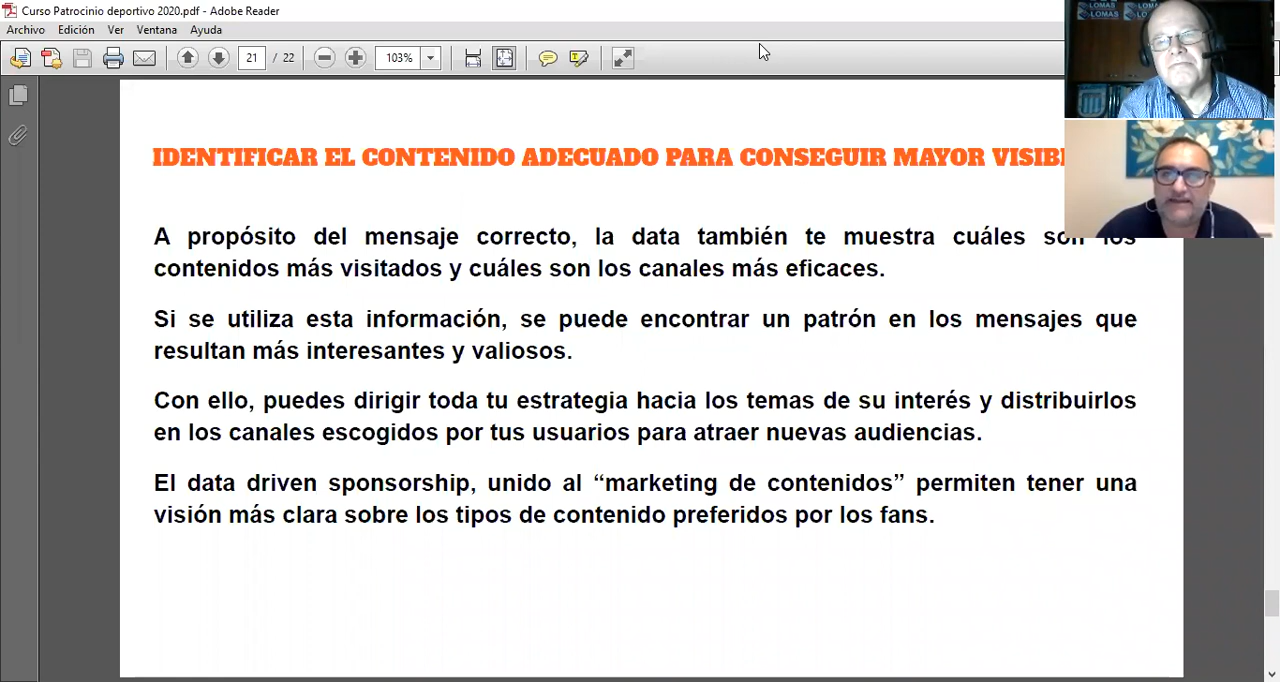 Curso Patrocinio deportivo 2020.pdf - Adobe Reader
Archivo Edición Ver Ventana Ayuda
21 / 22 103%
LOMAS LOMAS
LOMAS
IDENTIFICAR EL CONTENIDO ADECUADO PARA CONSEGUIR MAYOR
A propósito del mensaje correcto, la data también te muestra cuáles son los
contenidos más visitados y cuáles son los canales más eficaces.
Si se utiliza esta información, se puede encontrar un patrón en los mensajes que
resultan más interesantes y valiosos.
Con ello, puedes dirigir toda tu estrategia hacia los temas de su interés y distribuirlos
en los canales escogidos por tus usuarios para atraer nuevas audiencias.
El data driven sponsorship, unido al “marketing de contenidos” permiten tener una
visión más clara sobre los tipos de contenido preferidos por los fans.